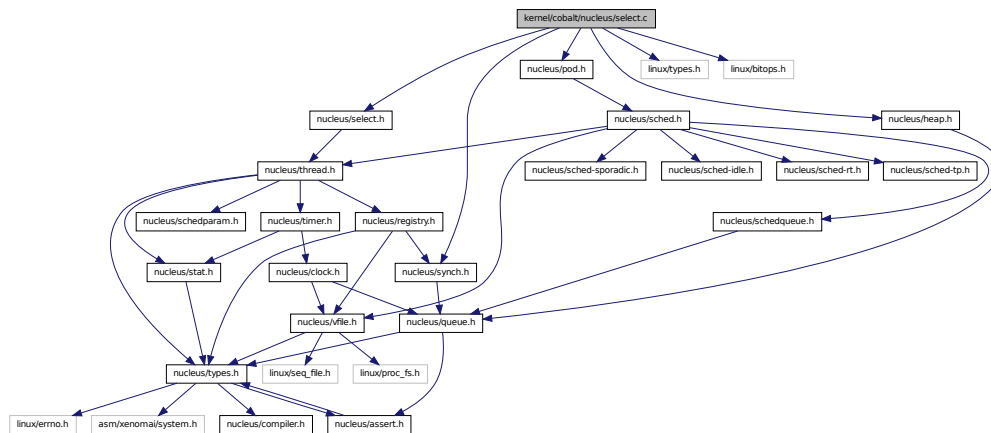 kernel/cobalt/nucleus/select.c
nucleus/pod.h
linux/types.h
linux/bitops.h
nucleus/select.h
nucleus/sched.h
nucleus/heap.h
nucleus/thread.h
nucleus/sched-sporadic.h
nucleus/sched-idle.h
nucleus/sched-rt.h
nucleus/sched-tp.h
nucleus/schedparam.h
nucleus/timer.h
nucleus/registry.h
nucleus/schedqueue.h
nucleus/stat.h
nucleus/clock.h
nucleus/synch.h
nucleus/vfile.h
nucleus/queue.h
nucleus/types.h
linux/seq_file.h
linux/proc_fs.h
linux/errno.h
asm/xenomai/system.h
nucleus/compiler.h
nucleus/assert.h